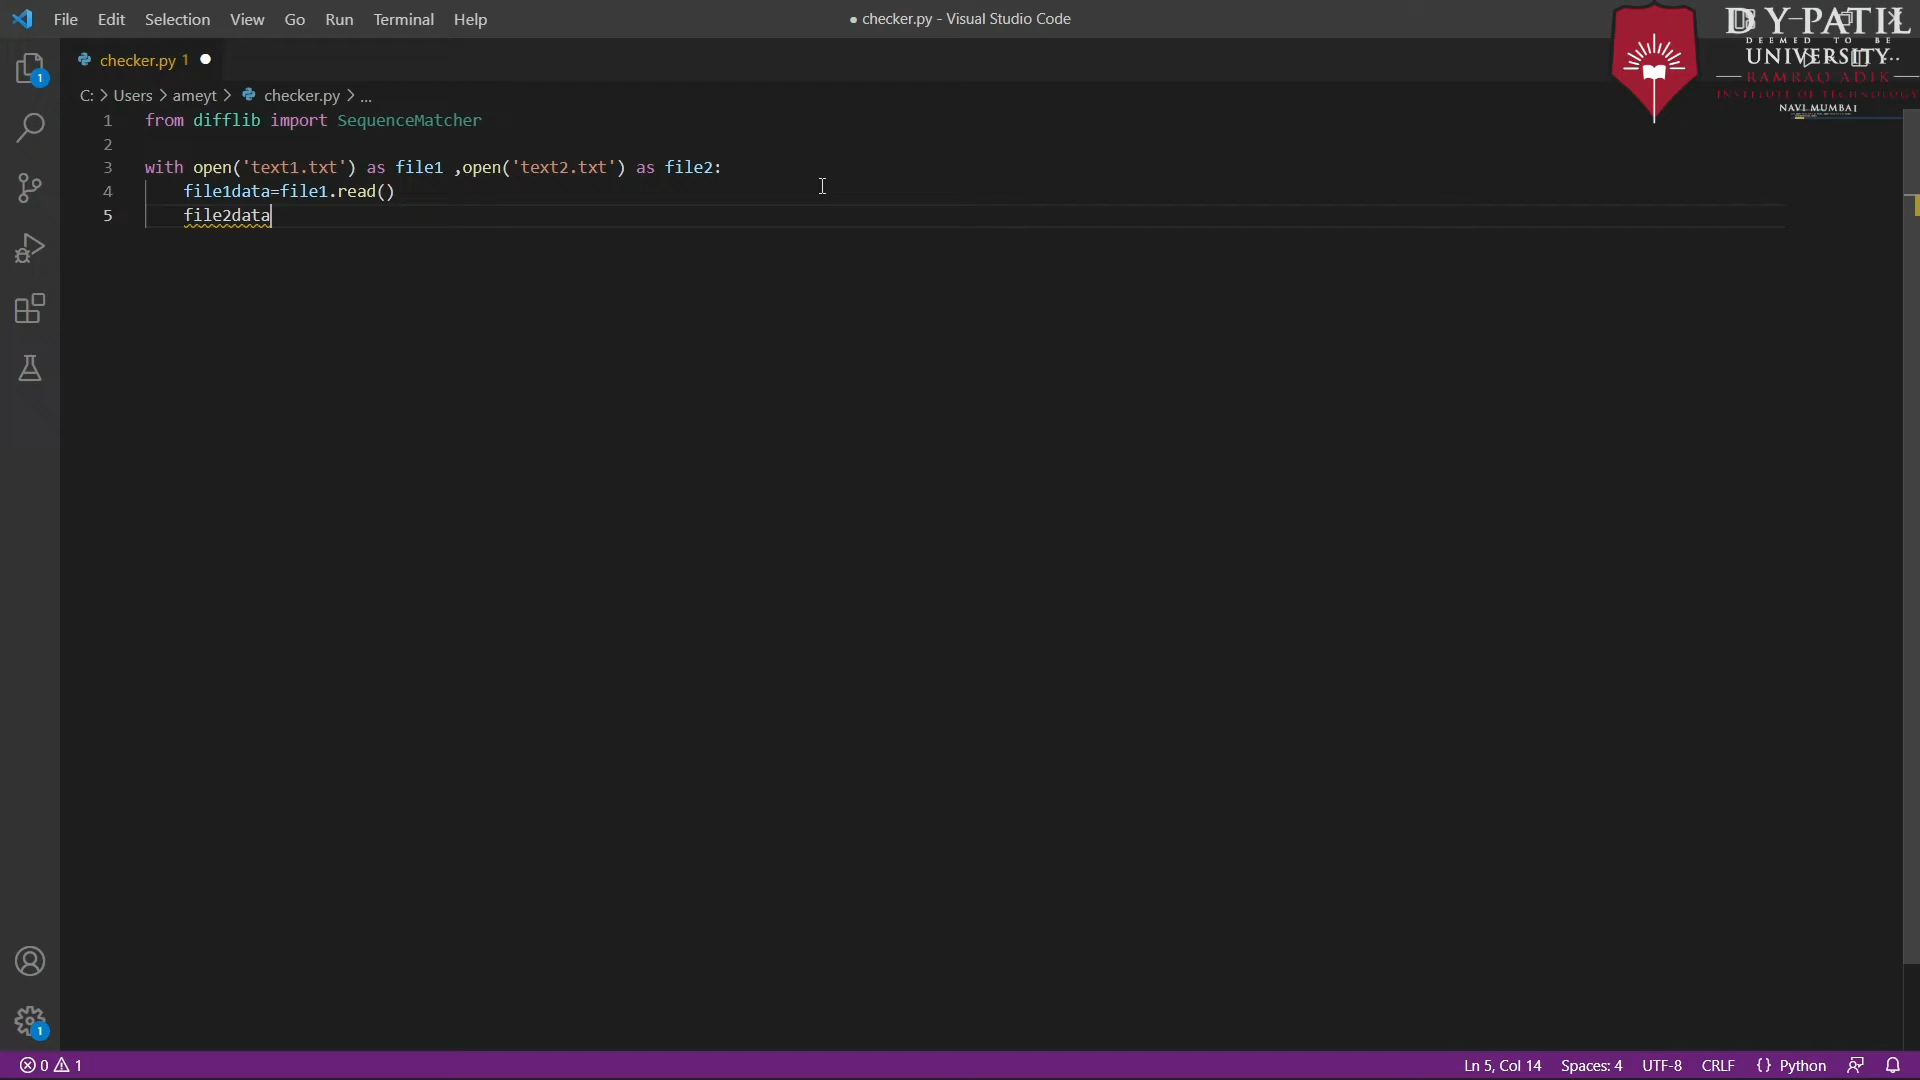 File Edit Selection View Go Run Terminal Help
● checker.py - Visual Studio Code
D Y PATIL
DEEMED TO BE
UNIVERSITY
RAMRAO ADIK
INSTITUTE OF TECHNOLOGY
NAVI MUMBAI
checker.py 1
C: > Users > ameyt > checker.py > ...
1 from difflib import SequenceMatcher
2
3 with open('text1.txt') as file1 ,open('text2.txt') as file2:
4 file1data=file1.read()
5 file2data
1
1
0 1
Ln 5, Col 14 Spaces: 4 UTF-8 CRLF {} Python